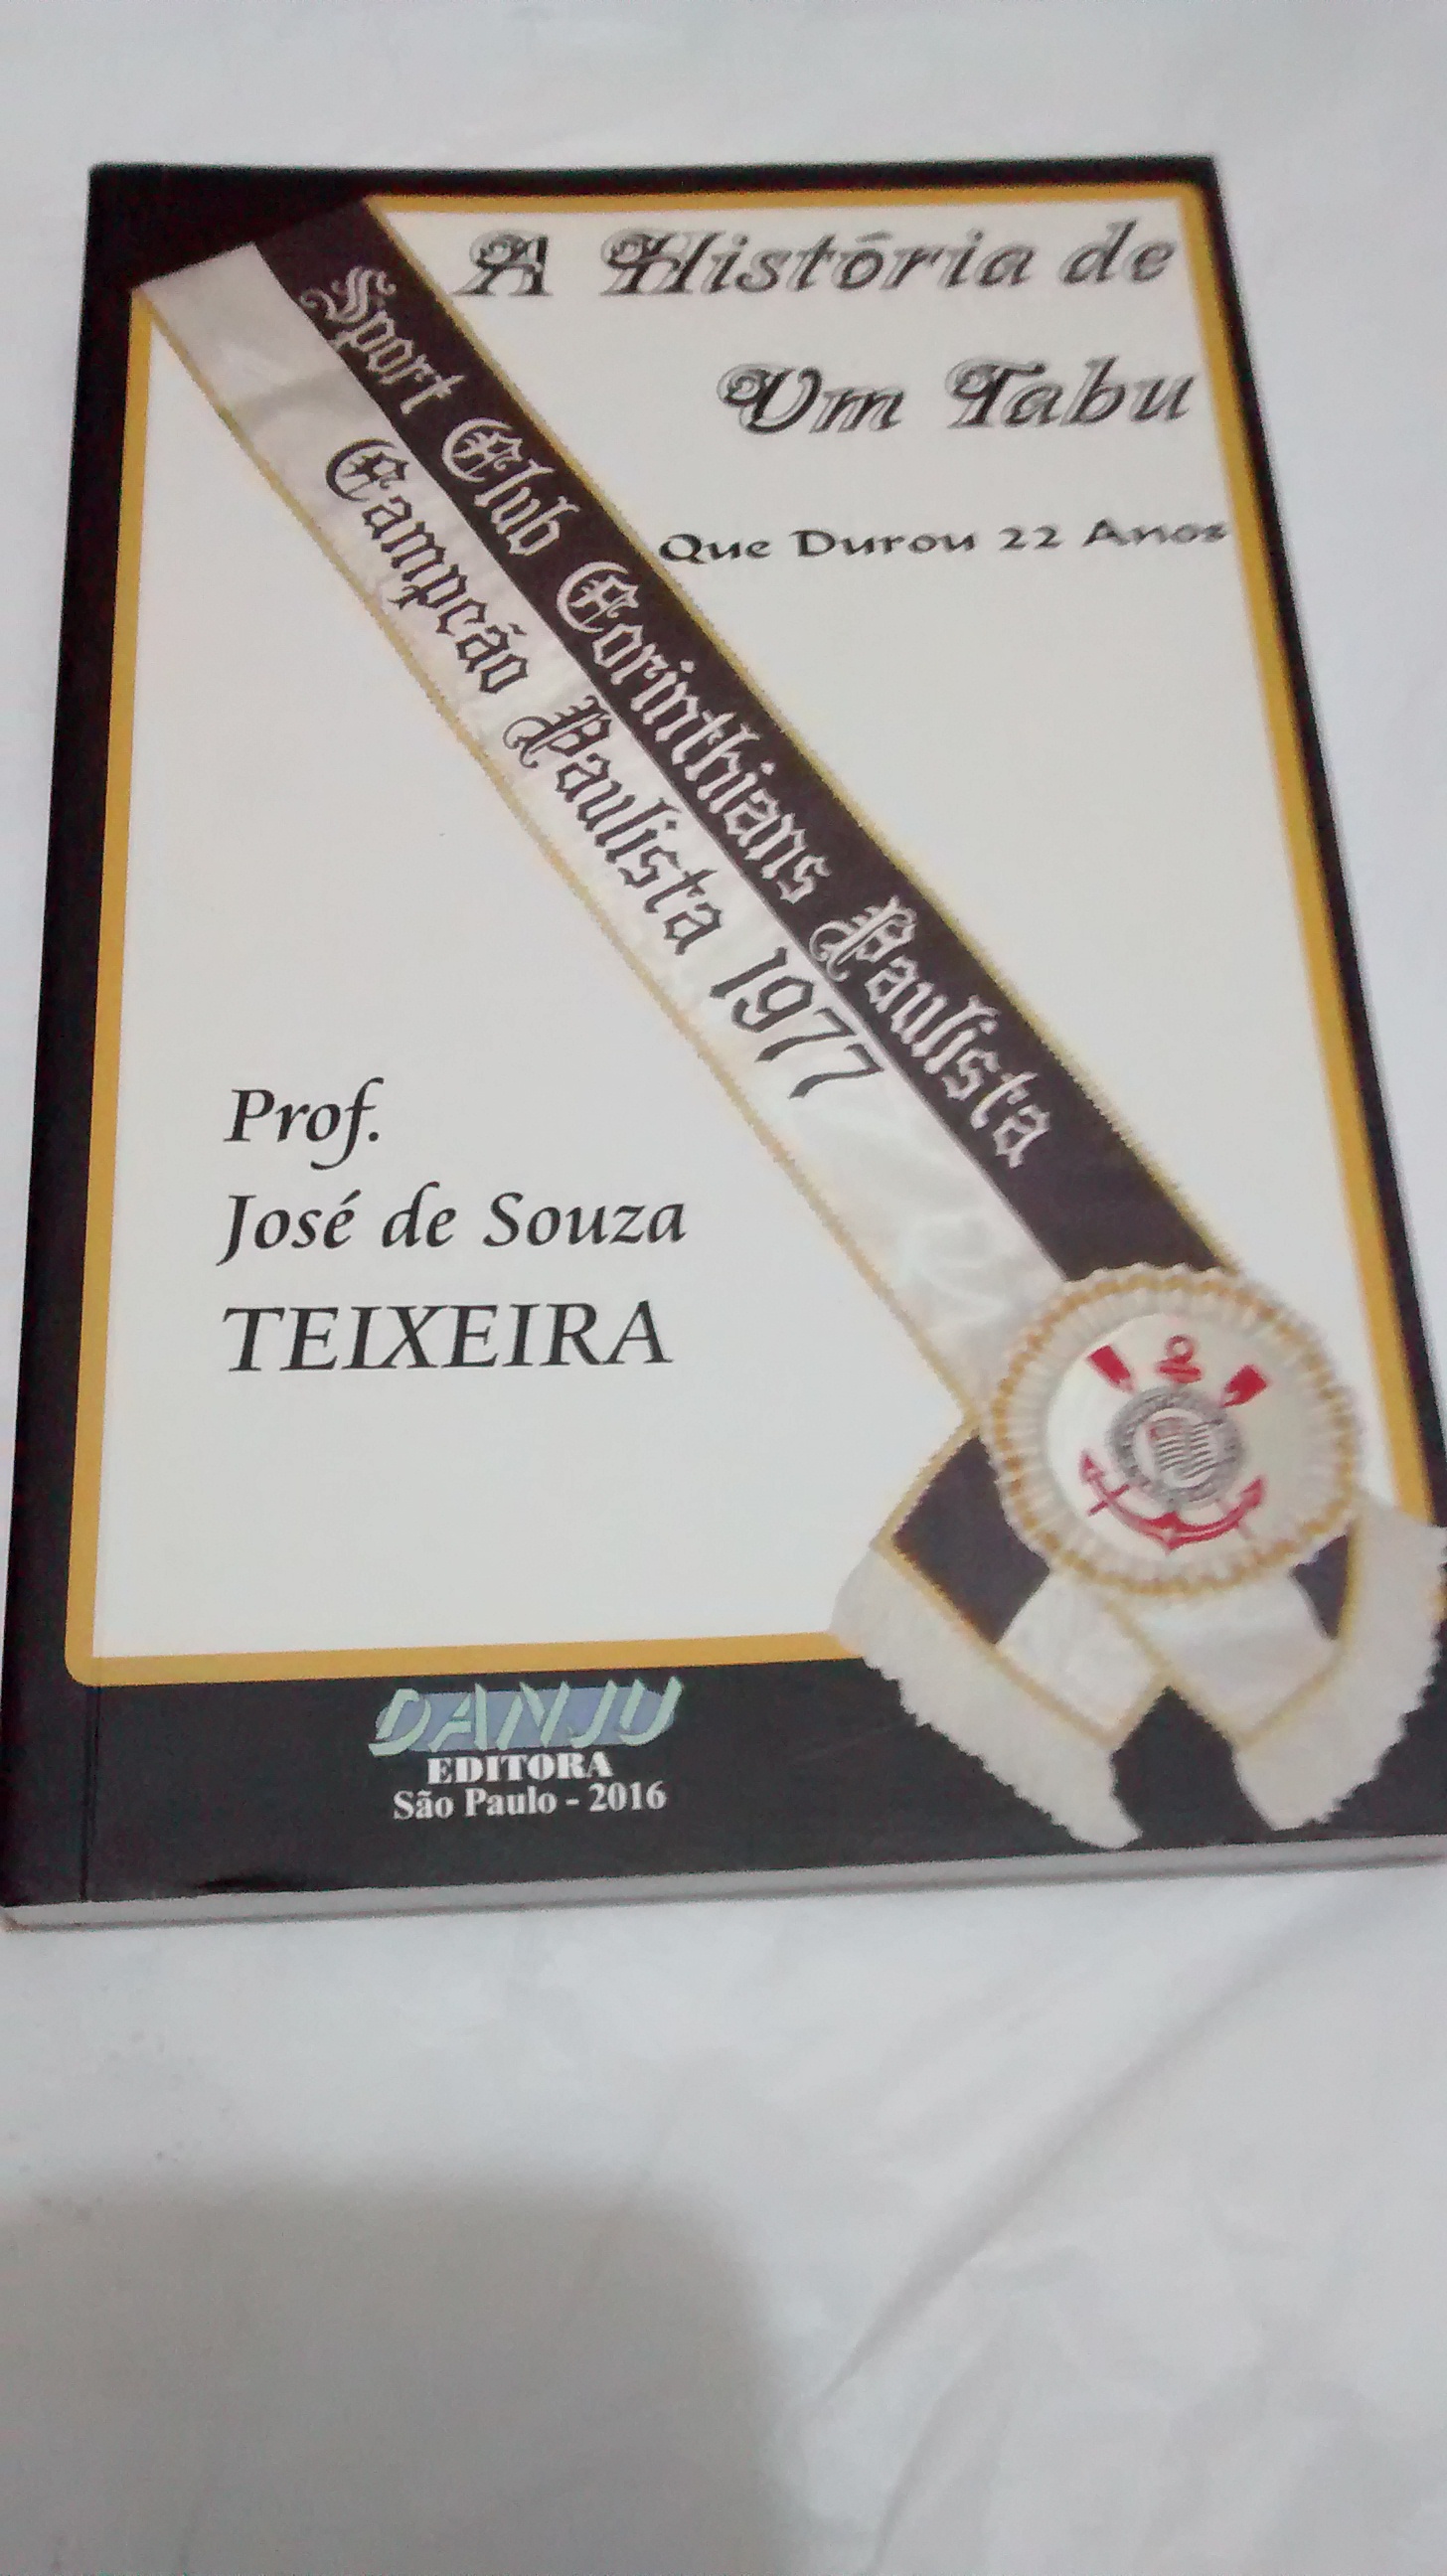 A História de
Um Tabu
Que Durou 22 Anos
Sport Club Corinthians Paulista
Campeão Paulista 1977
Prof.
José de Souza
TEIXEIRA
DANJU
EDITORA
São Paulo - 2016